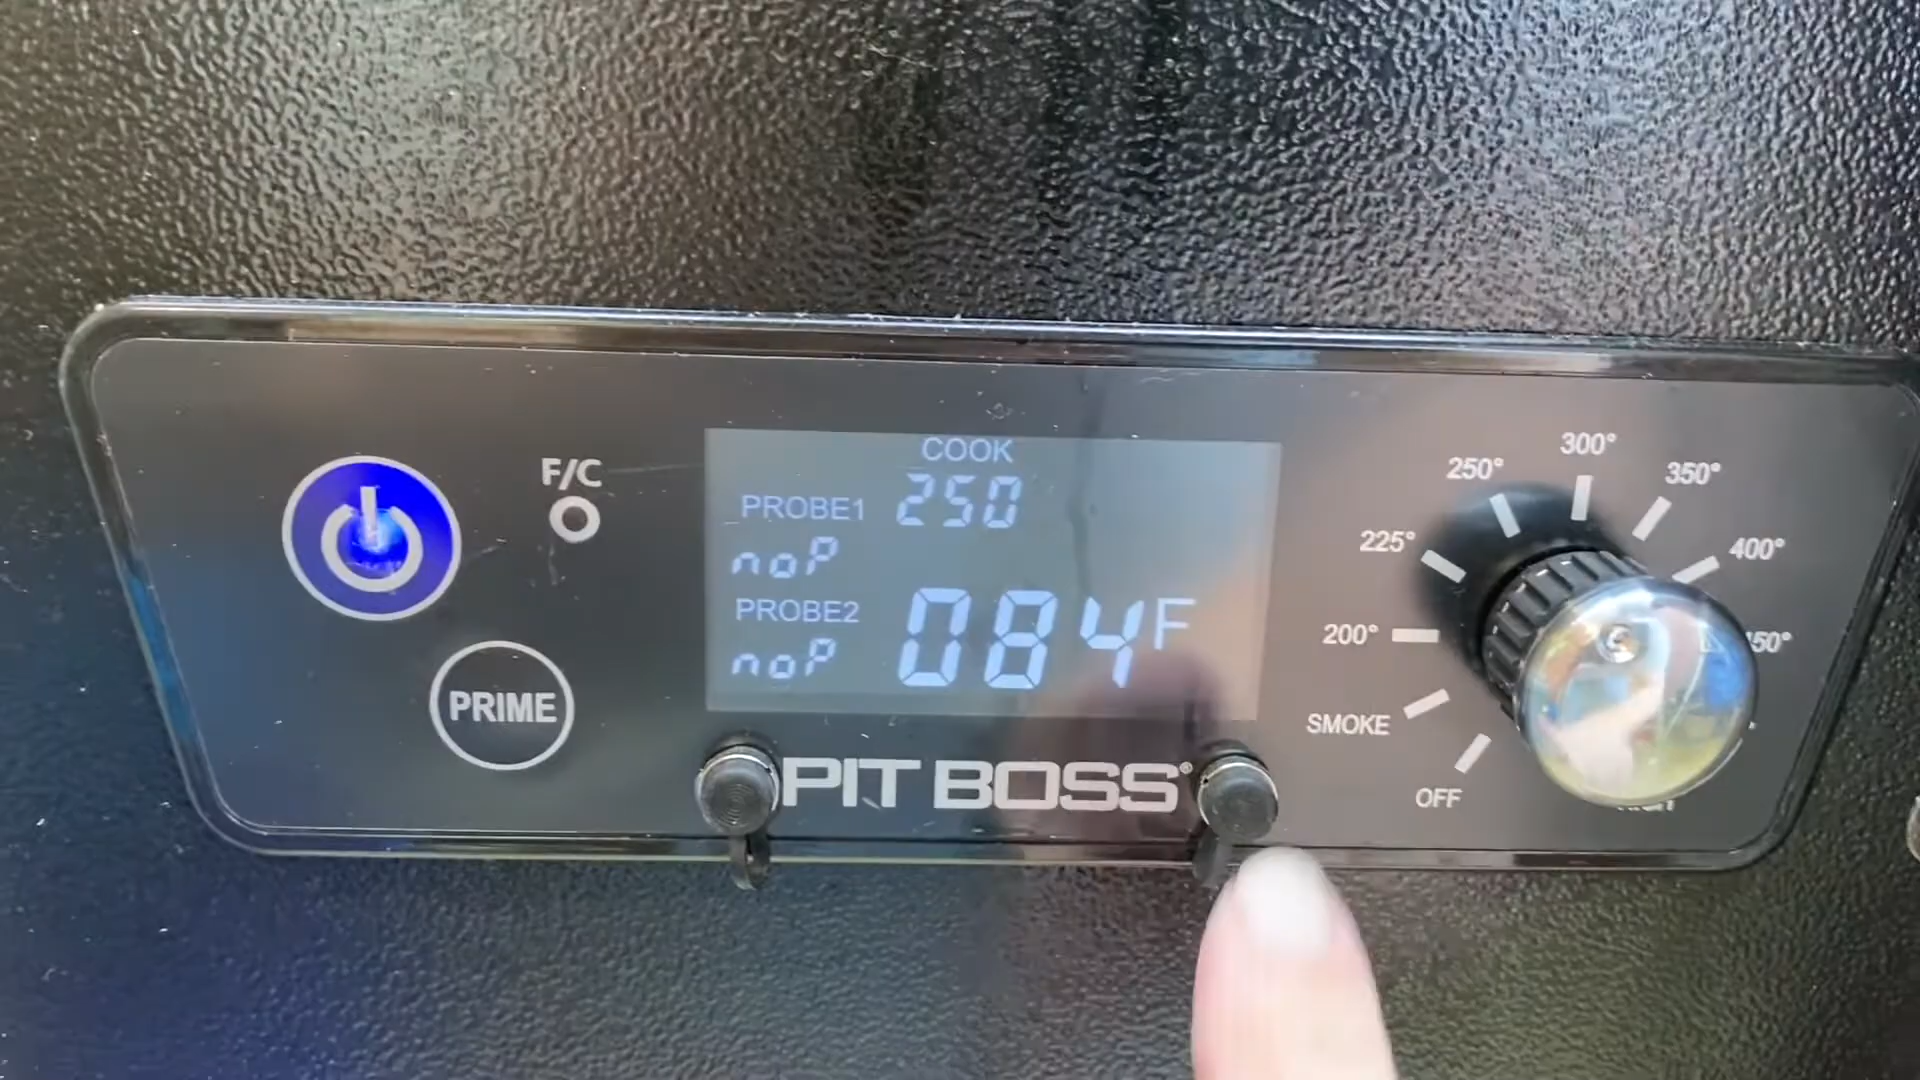 F/C
PRIME
COOK
PROBE1 250
noP
PROBE2
noP 084F
PIT BOSS®
OFF
SMOKE
200°
225°
250°
300°
350°
400°